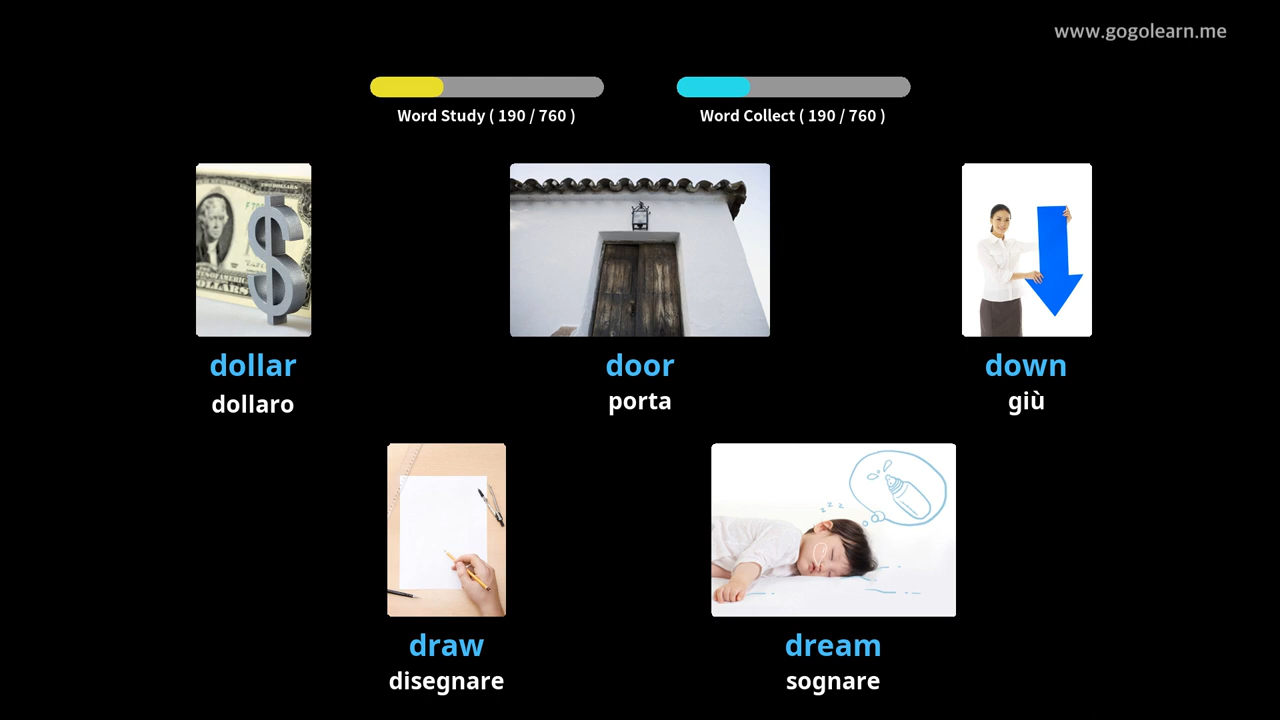 www.gogolearn.me
Word Study ( 190 / 760 )
Word Collect ( 190 / 760 )
dollar
dollaro
door
porta
down
giù
draw
disegnare
dream
sognare